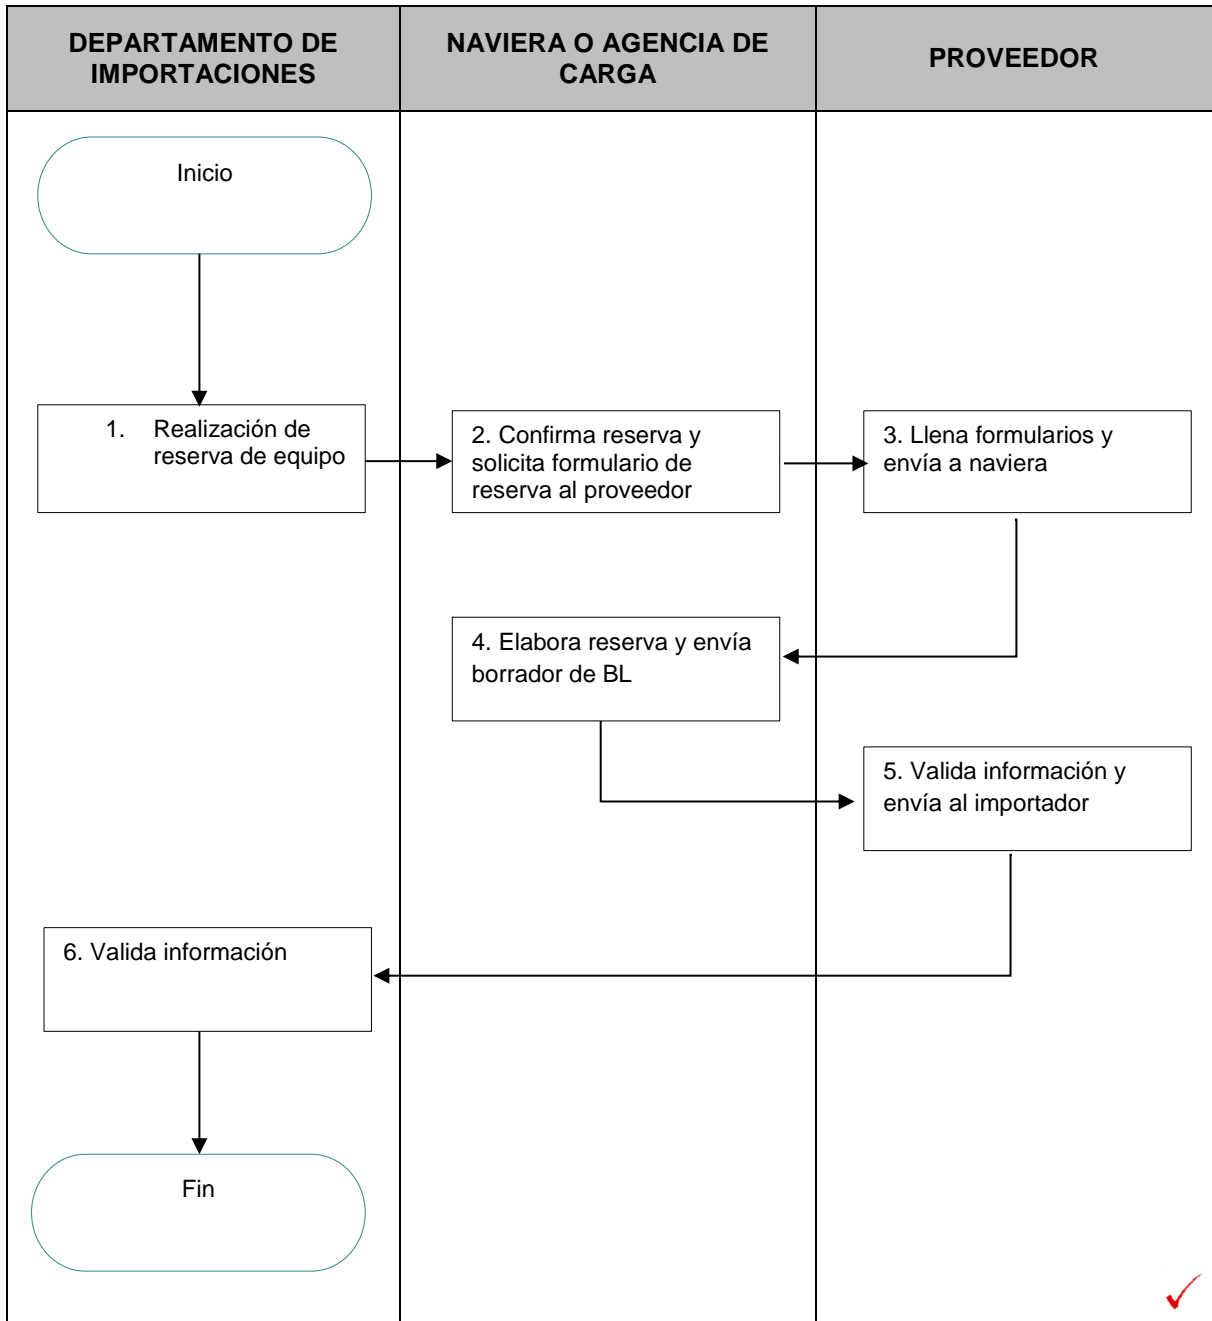 DEPARTAMENTO DE
IMPORTACIONES
NAVIERA O AGENCIA DE
CARGA
PROVEEDOR
Inicio
1. Realización de
reserva de equipo
2. Confirma reserva y
solicita formulario de
reserva al proveedor
3. Llena formularios y
envía a naviera
4. Elabora reserva y envía
borrador de BL
5. Valida información y
envía al importador
6. Valida información
Fin